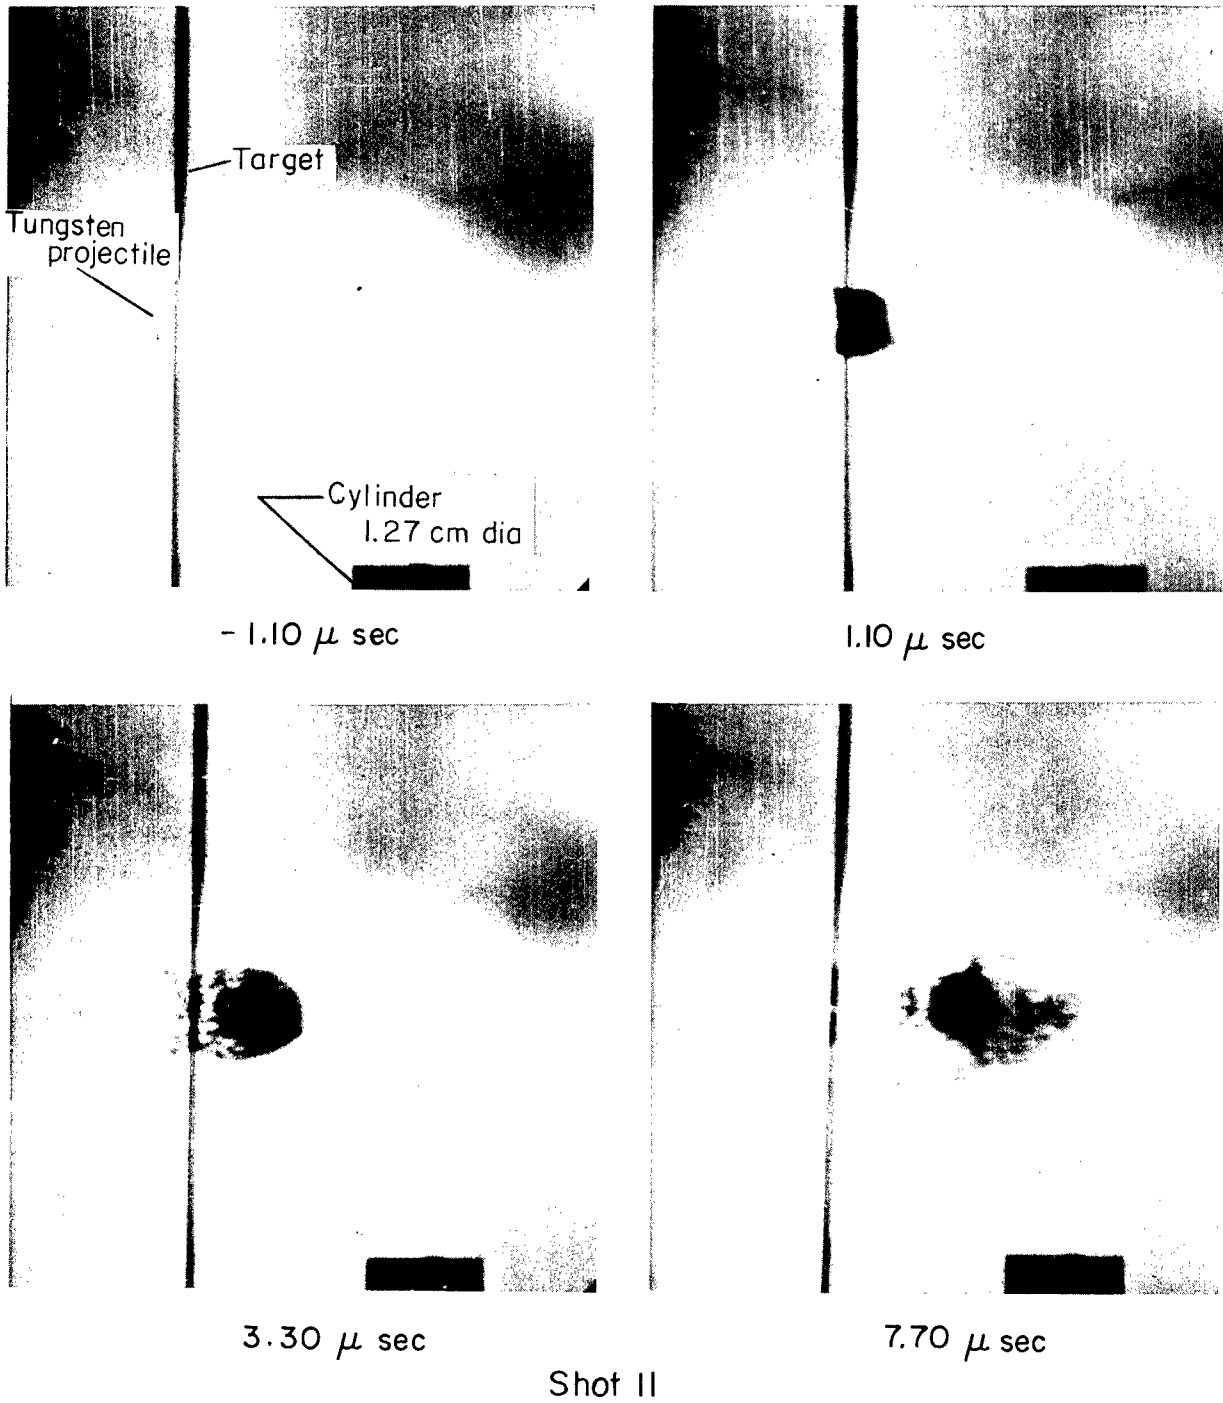 Target
Tungsten
projectile
Cylinder
1.27 cm dia
- 1.10 μ sec
1.10 μ sec
3.30 μ sec
7.70 μ sec
Shot 11